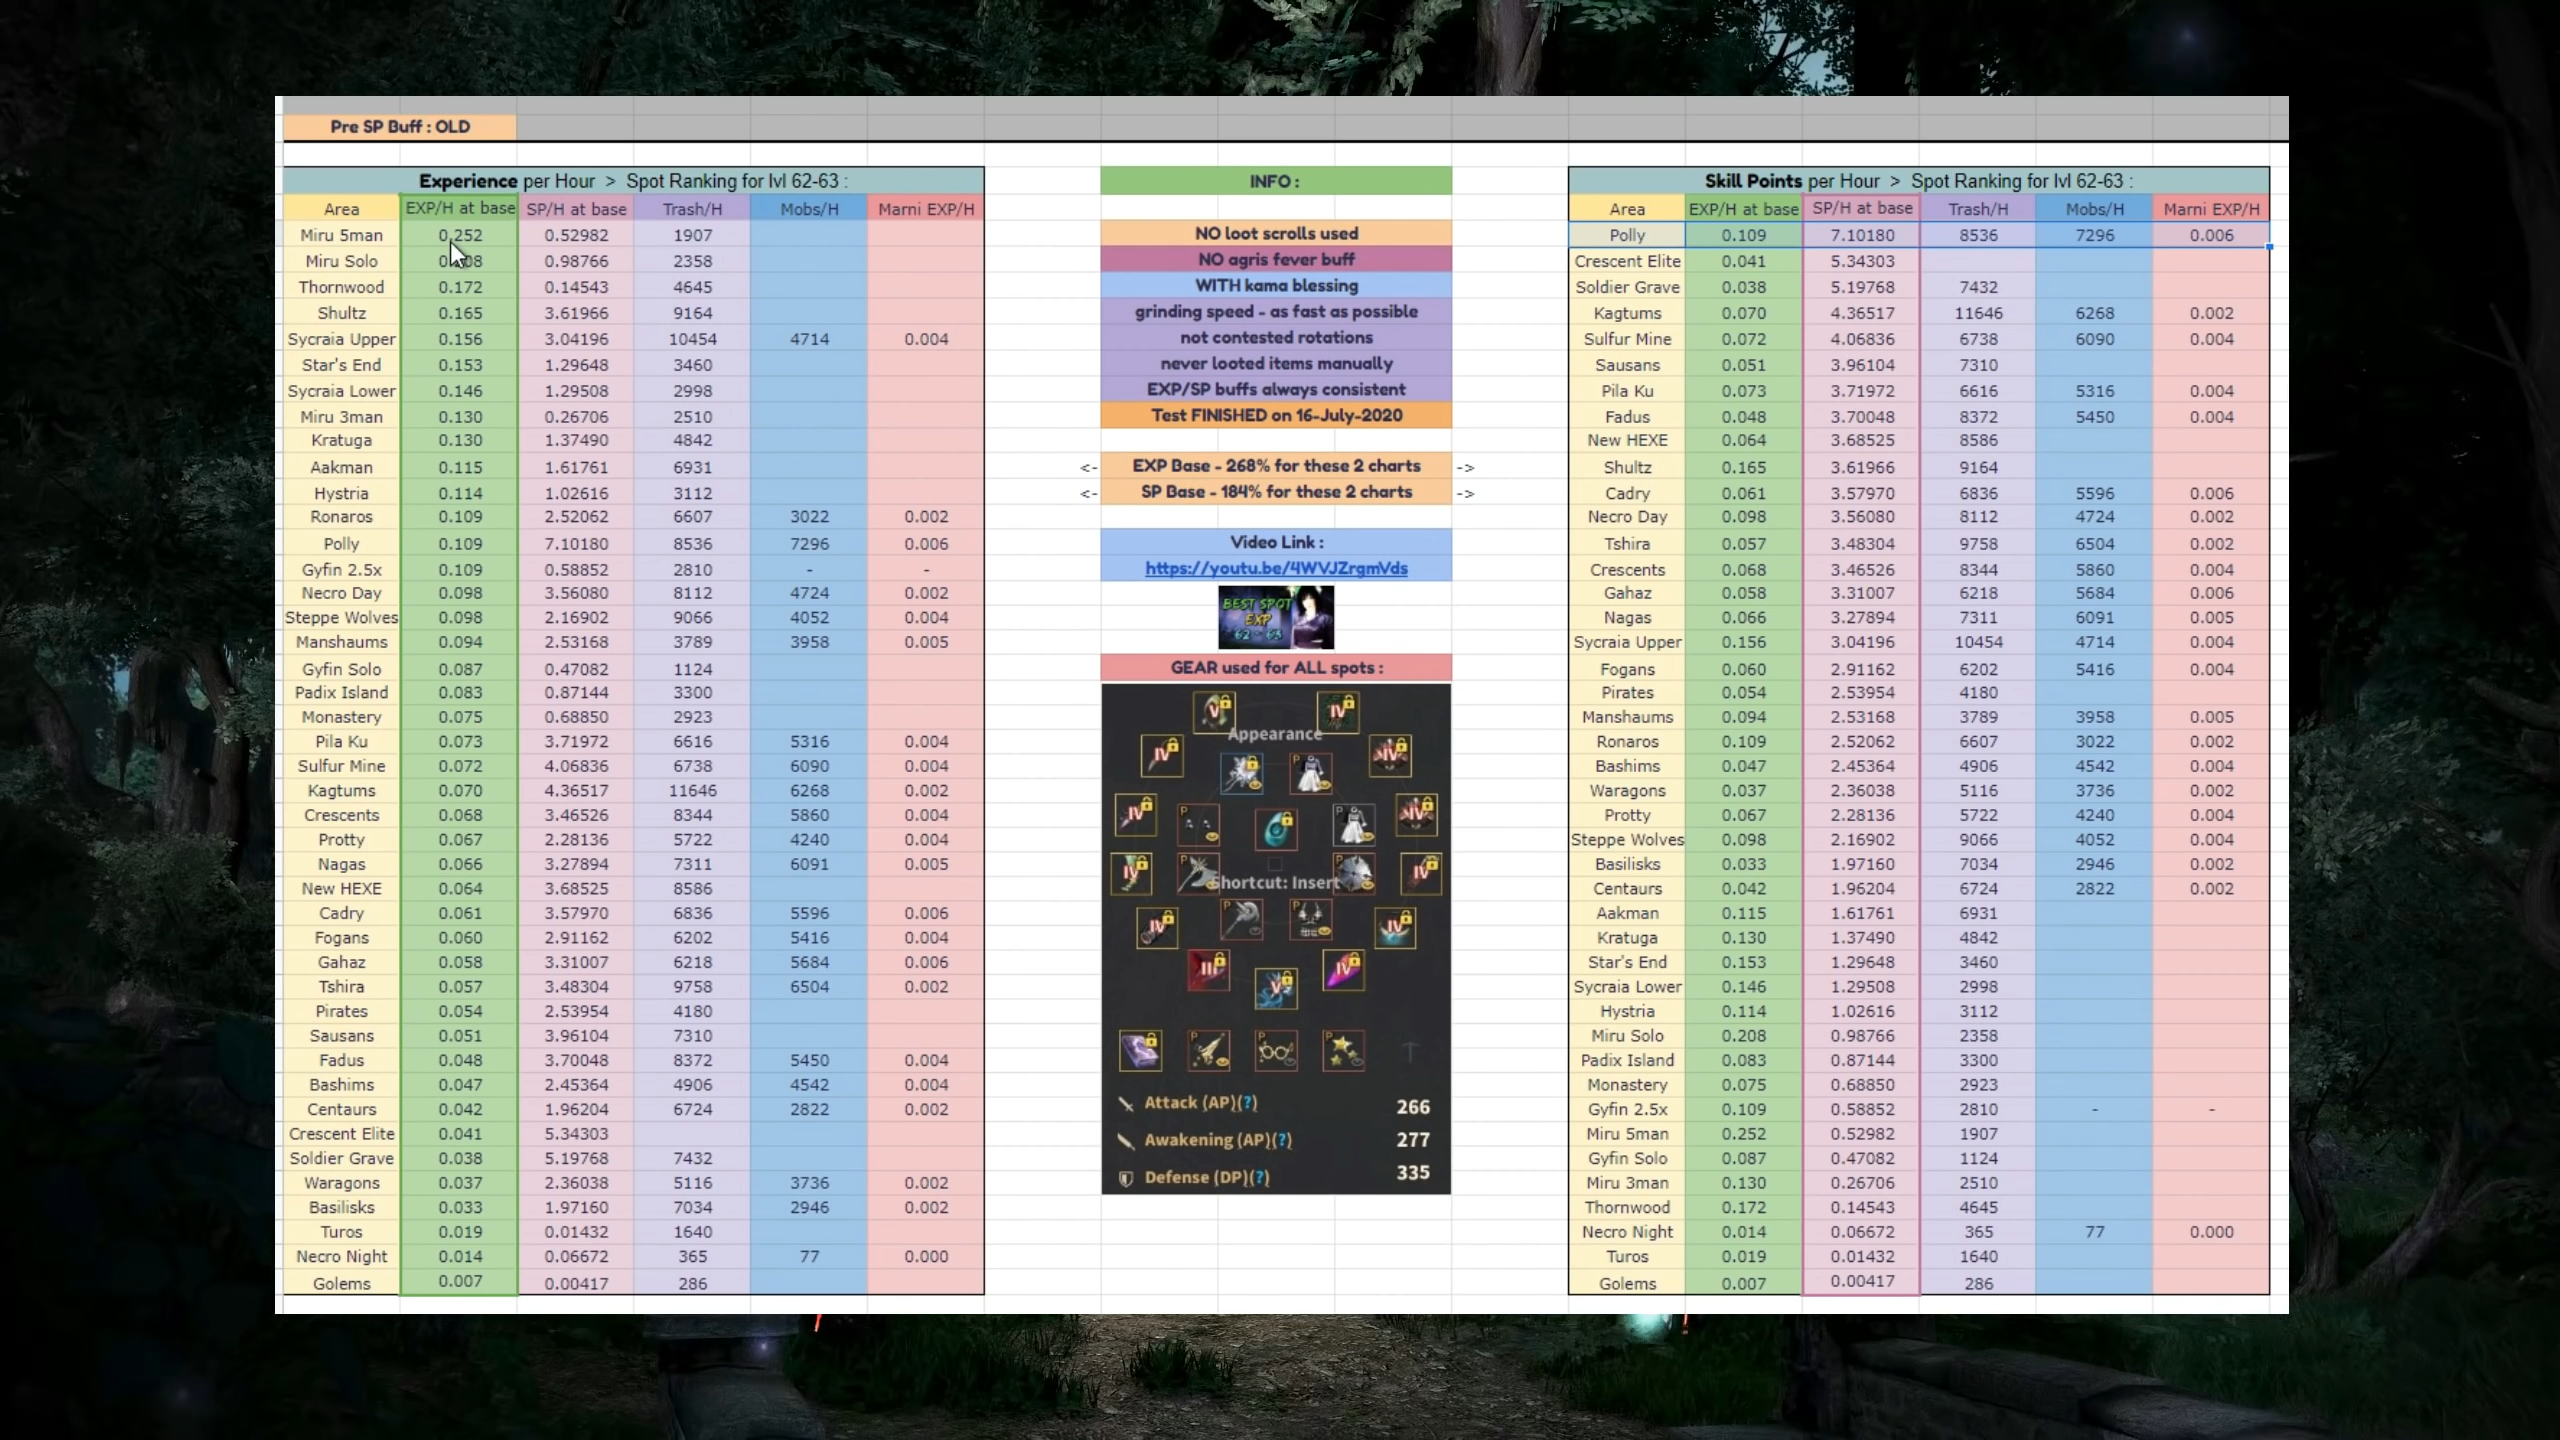 Pre SP Buff : OLD
Experience per Hour > Spot Ranking for lvl 62-63 :
Area EXP/H at base SP/H at base Trash/H Mobs/H Marni EXP/H
Miru 5man 0.252 0.52982 1907
Miru Solo 0.98766 2358
Thornwood 0.172 0.14543 4645
Shultz 0.165 3.61966 9164
Sycraia Upper 0.156 3.04196 10454 4714 0.004
Star's End 0.153 1.29648 3460
Sycraia Lower 0.146 1.29508 2998
Miru 3man 0.130 0.26706 2510
Kratuga 0.130 1.37490 4842
Aakman 0.115 1.61761 6931
Hystria 0.114 1.02616 3112
Ronaros 0.109 2.52062 6607 3022 0.002
Polly 0.109 7.10180 8536 7296 0.006
Gyfin 2.5x 0.109 0.58852 2810 - -
Necro Day 0.098 3.56080 8112 4724 0.002
Steppe Wolves 0.098 2.16902 9066 4052 0.004
Manshaums 0.094 2.53168 3789 3958 0.005
Gyfin Solo 0.087 0.47082 1124
Padix Island 0.083 0.87144 3300
Monastery 0.075 0.68850 2923
Pila Ku 0.073 3.71972 6616 5316 0.004
Sulfur Mine 0.072 4.06836 6738 6090 0.004
Kagtums 0.070 4.36517 11646 6268 0.002
Crescents 0.068 3.46526 8344 5860 0.004
Protty 0.067 2.28136 5722 4240 0.004
Nagas 0.066 3.27894 7311 6091 0.005
New HEXE 0.064 3.68525 8586
Cadry 0.061 3.57970 6836 5596 0.006
Fogans 0.060 2.91162 6202 5416 0.004
Gahaz 0.058 3.31007 6218 5684 0.006
Tshira 0.057 3.48304 9758 6504 0.002
Pirates 0.054 2.53954 4180
Sausans 0.051 3.96104 7310
Fadus 0.048 3.70048 8372 5450 0.004
Bashims 0.047 2.45364 4906 4542 0.004
Centaurs 0.042 1.96204 6724 2822 0.002
Crescent Elite 0.041 5.34303
Soldier Grave 0.038 5.19768 7432
Waragons 0.037 2.36038 5116 3736 0.002
Basilisks 0.033 1.97160 7034 2946 0.002
Turos 0.019 0.01432 1640
Necro Night 0.014 0.06672 365 77 0.000
Golems 0.007 0.00417 286
INFO :
NO loot scrolls used
NO agris fever buff
WITH kama blessing
grinding speed - as fast as possible
not contested rotations
never looted items manually
EXP/SP buffs always consistent
Test FINISHED on 16-July-2020
<- EXP Base - 268% for these 2 charts ->
<- SP Base - 184% for these 2 charts ->
Video Link :
https://youtu.be/4WVJZrgmVds
BEST SPOT
EXP
62 - 63
GEAR used for ALL spots :
V IV
Appearance
IV IV
P
IV P IV
IV P IV
Shortcut: Insert
IV P P IV
III IV
V
P P P
Attack (AP)(?) 266
Awakening (AP)(?) 277
Defense (DP)(?) 335
Skill Points per Hour > Spot Ranking for lvl 62-63 :
Area EXP/H at base SP/H at base Trash/H Mobs/H Marni EXP/H
Polly 0.109 7.10180 8536 7296 0.006
Crescent Elite 0.041 5.34303
Soldier Grave 0.038 5.19768 7432
Kagtums 0.070 4.36517 11646 6268 0.002
Sulfur Mine 0.072 4.06836 6738 6090 0.004
Sausans 0.051 3.96104 7310
Pila Ku 0.073 3.71972 6616 5316 0.004
Fadus 0.048 3.70048 8372 5450 0.004
New HEXE 0.064 3.68525 8586
Shultz 0.165 3.61966 9164
Cadry 0.061 3.57970 6836 5596 0.006
Necro Day 0.098 3.56080 8112 4724 0.002
Tshira 0.057 3.48304 9758 6504 0.002
Crescents 0.068 3.46526 8344 5860 0.004
Gahaz 0.058 3.31007 6218 5684 0.006
Nagas 0.066 3.27894 7311 6091 0.005
Sycraia Upper 0.156 3.04196 10454 4714 0.004
Fogans 0.060 2.91162 6202 5416 0.004
Pirates 0.054 2.53954 4180
Manshaums 0.094 2.53168 3789 3958 0.005
Ronaros 0.109 2.52062 6607 3022 0.002
Bashims 0.047 2.45364 4906 4542 0.004
Waragons 0.037 2.36038 5116 3736 0.002
Protty 0.067 2.28136 5722 4240 0.004
Steppe Wolves 0.098 2.16902 9066 4052 0.004
Basilisks 0.033 1.97160 7034 2946 0.002
Centaurs 0.042 1.96204 6724 2822 0.002
Aakman 0.115 1.61761 6931
Kratuga 0.130 1.37490 4842
Star's End 0.153 1.29648 3460
Sycraia Lower 0.146 1.29508 2998
Hystria 0.114 1.02616 3112
Miru Solo 0.208 0.98766 2358
Padix Island 0.083 0.87144 3300
Monastery 0.075 0.68850 2923
Gyfin 2.5x 0.109 0.58852 2810 - -
Miru 5man 0.252 0.52982 1907
Gyfin Solo 0.087 0.47082 1124
Miru 3man 0.130 0.26706 2510
Thornwood 0.172 0.14543 4645
Necro Night 0.014 0.06672 365 77 0.000
Turos 0.019 0.01432 1640
Golems 0.007 0.00417 286